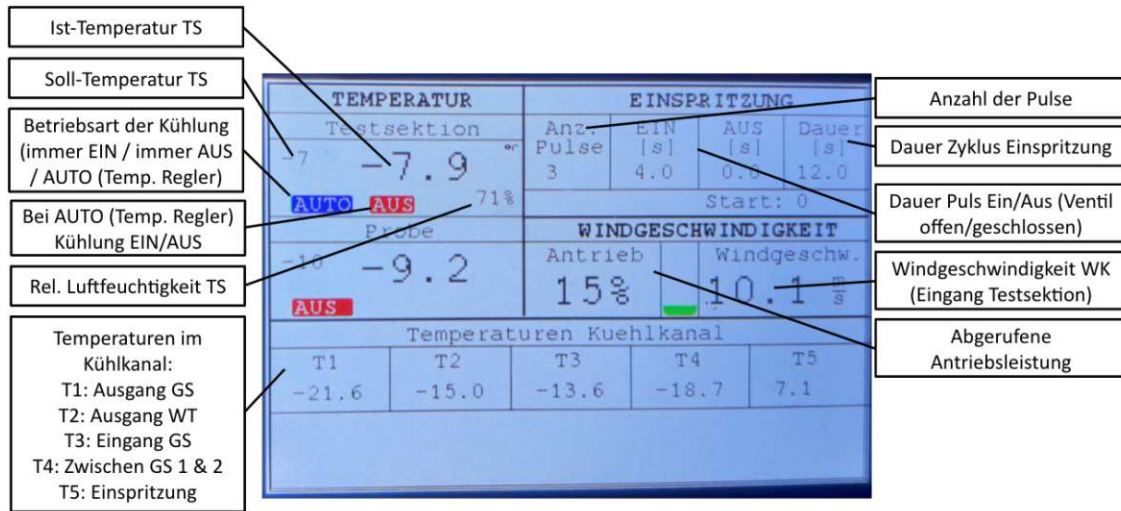 Ist-Temperatur TS
Soll-Temperatur TS
Betriebsart der Kühlung
(immer EIN / immer AUS
/ AUTO (Temp. Regler)
Bei AUTO (Temp. Regler)
Kühlung EIN/AUS
Rel. Luftfeuchtigkeit TS
Temperaturen im
Kühlkanal:
T1: Ausgang GS
T2: Ausgang WT
T3: Eingang GS
T4: Zwischen GS 1 & 2
T5: Einspritzung
TEMPERATUR
Testsektion
-7
-7.9
°C
AUTO AUS
71%
Probe
-10
-9.2
AUS
EINSPRITZUNG
Anz. EIN AUS Dauer
Pulse [s] [s] [s]
3 4.0 0.0 12.0
Start: 0
WINDGESCHWINDIGKEIT
Antrieb Windgeschw.
15% 10.1 m/s
Temperaturen Kuehlkanal
T1 T2 T3 T4 T5
-21.6 -15.0 -13.6 -18.7 7.1
Anzahl der Pulse
Dauer Zyklus Einspritzung
Dauer Puls Ein/Aus (Ventil
offen/geschlossen)
Windgeschwindigkeit WK
(Eingang Testsektion)
Abgerufene
Antriebsleistung